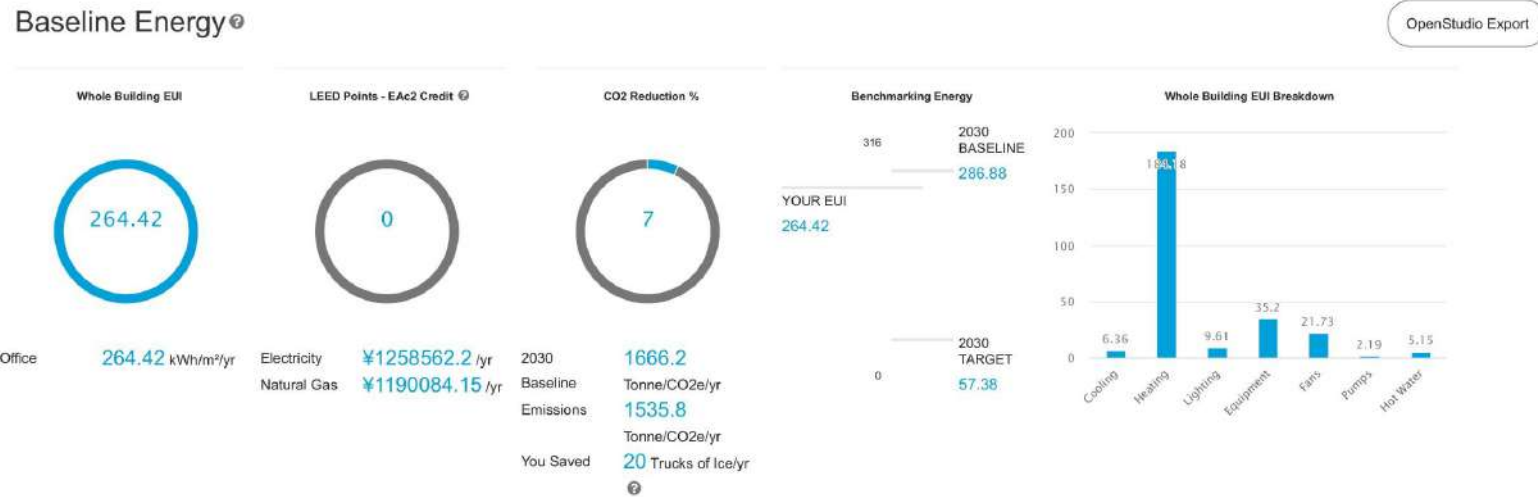 Baseline Energy
OpenStudio Export
Whole Building EUI
264.42
Office 264.42 kWh/m²/yr
LEED Points - EAc2 Credit
0
Electricity ¥1258562.2 /yr
Natural Gas ¥1190084.15 /yr
CO2 Reduction %
7
2030 Baseline 1666.2
Tonne/CO2e/yr
Emissions 1535.8
Tonne/CO2e/yr
You Saved 20 Trucks of Ice/yr
Benchmarking Energy
316
2030
BASELINE
286.88
YOUR EUI
264.42
2030
TARGET
57.38
0
Whole Building EUI Breakdown
200
150
100
50
0
6.36
9.61
35.2
21.73
2.19
5.15
Cooling
Heating
Lighting
Equipment
Fans
Pumps
Hot Water